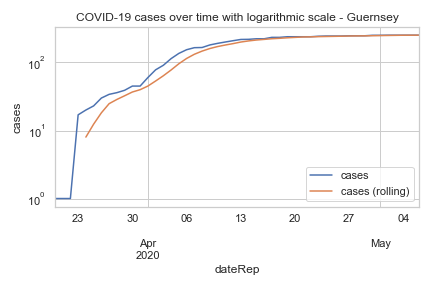 COVID-19 cases over time with logarithmic scale - Guernsey
cases
10²
10¹
10⁰
cases
cases (rolling)
23
30
06
13
20
27
04
Apr
2020
May
dateRep